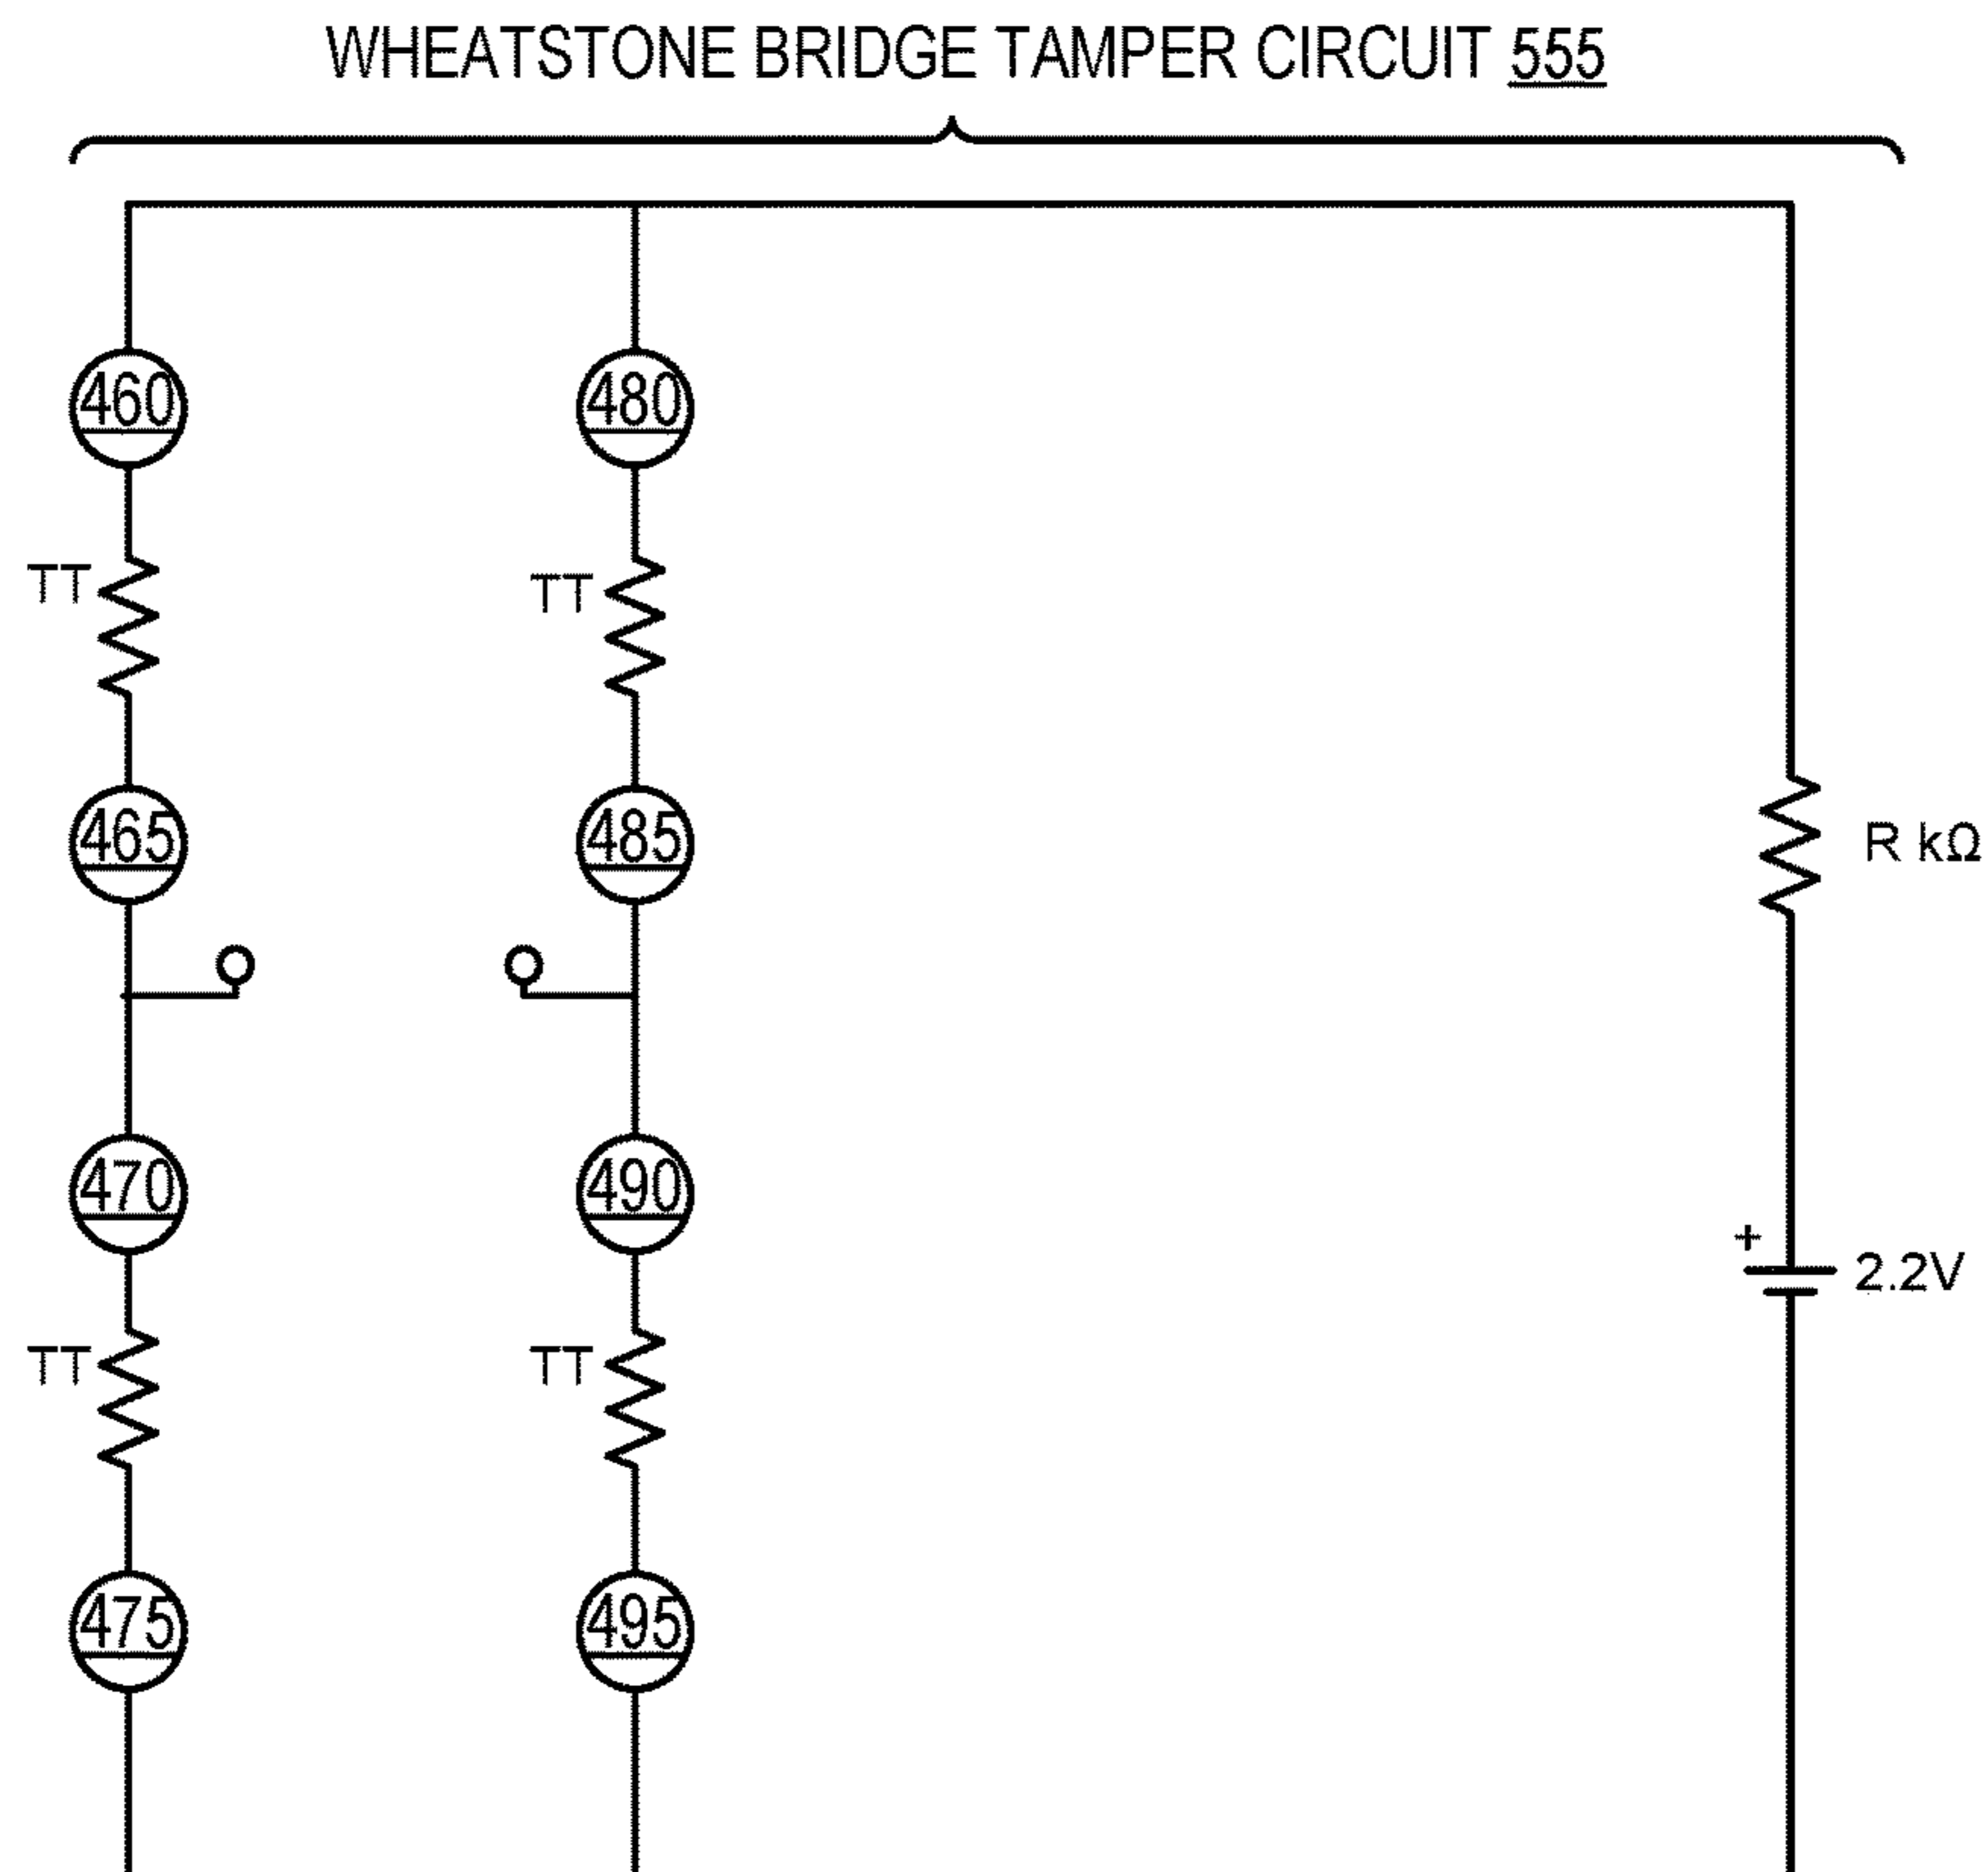 WHEATSTONE BRIDGE TAMPER CIRCUIT 555
460
480
TT
TT
465
485
R kΩ
470
490
+
2.2V
TT
TT
475
495